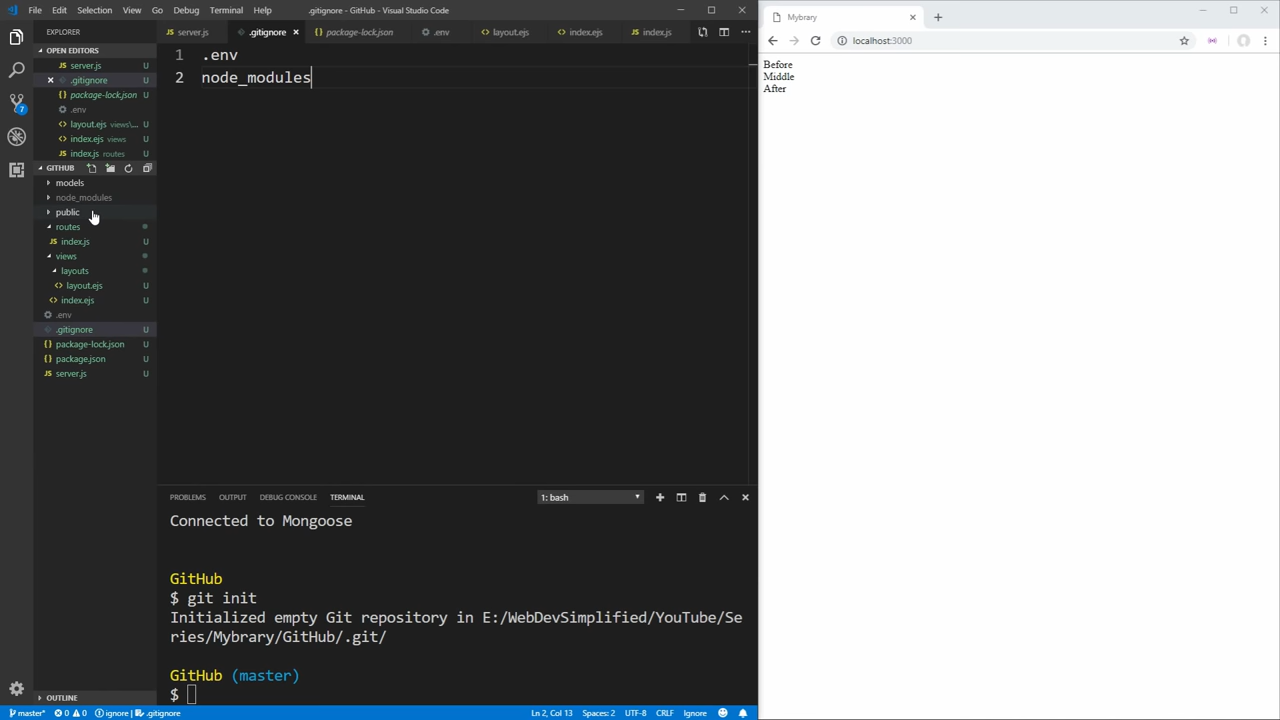 File Edit Selection View Go Debug Terminal Help
.gitignore - GitHub - Visual Studio Code
EXPLORER
OPEN EDITORS
server.js U
.gitignore U
package-lock.json U
.env
layout.ejs views\... U
index.ejs views U
index.js routes U
GITHUB
models
node_modules
public
routes
index.js U
views
layouts
layout.ejs U
index.ejs U
.env
.gitignore U
package-lock.json U
package.json U
server.js U
OUTLINE
7
server.js .gitignore package-lock.json .env layout.ejs index.ejs index.js
1 .env
2 node_modules
PROBLEMS OUTPUT DEBUG CONSOLE TERMINAL 1: bash
Connected to Mongoose
GitHub
$ git init
Initialized empty Git repository in E:/WebDevSimplified/YouTube/Se
ries/Mybrary/GitHub/.git/
GitHub (master)
$
master* 0 0 ignore | .gitignore Ln 2, Col 13 Spaces: 2 UTF-8 CRLF Ignore
Mybrary
localhost:3000
Before
Middle
After